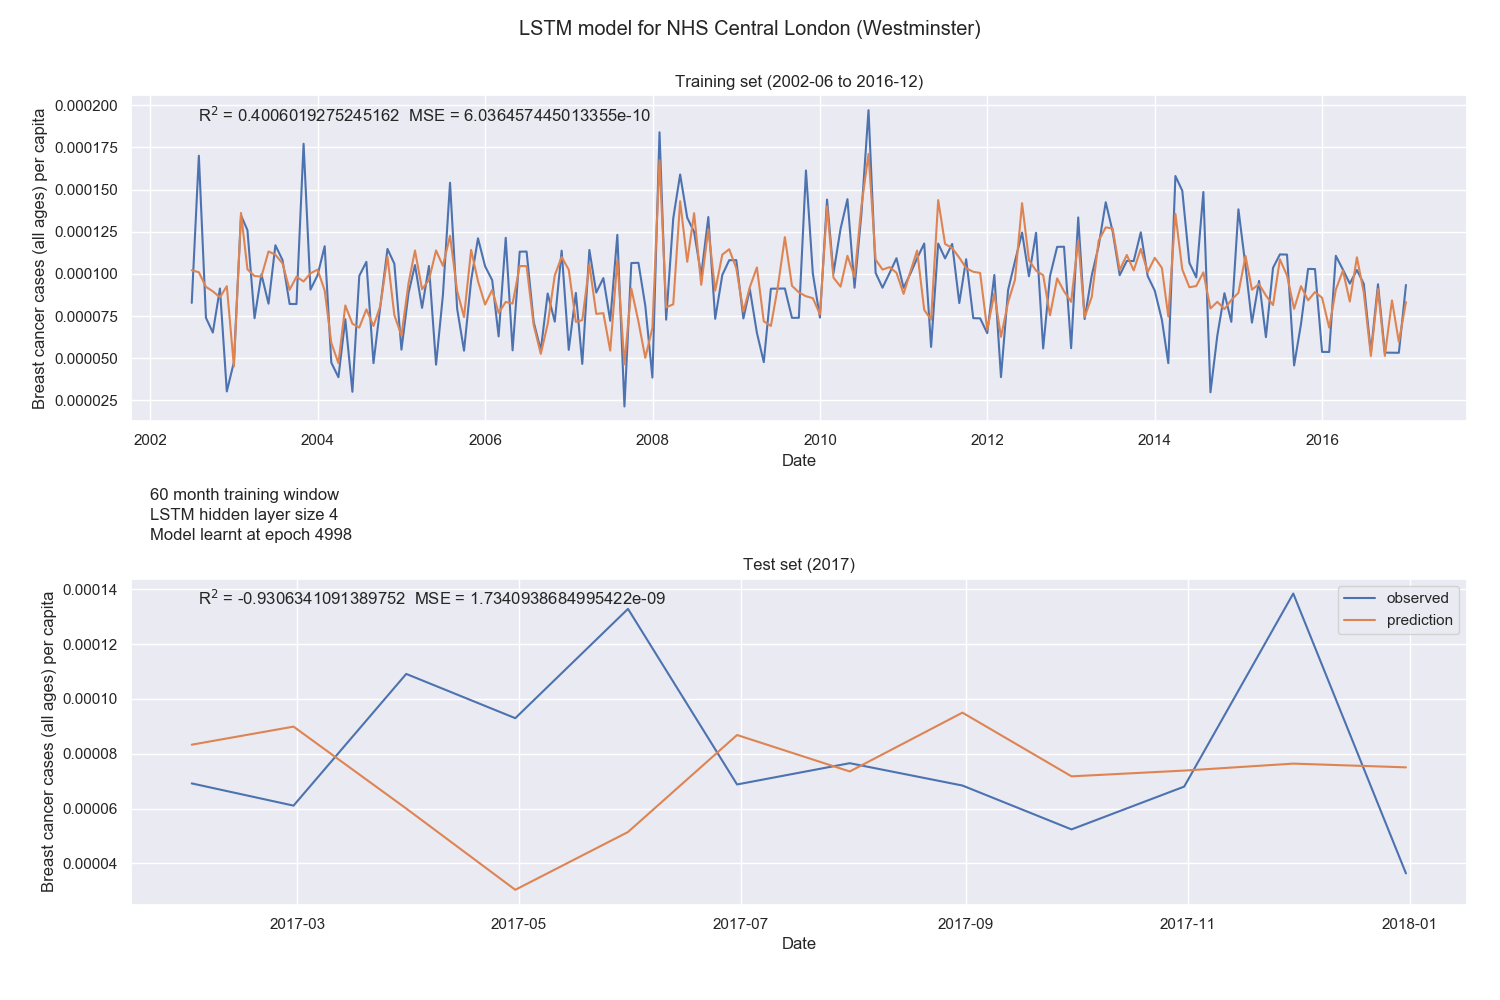 LSTM model for NHS Central London (Westminster)
Training set (2002-06 to 2016-12)
R² = 0.4006019275245162 MSE = 6.036457445013355e-10
Breast cancer cases (all ages) per capita
0.000200
0.000175
0.000150
0.000125
0.000100
0.000075
0.000050
0.000025
2002 2004 2006 2008 2010 2012 2014 2016
Date
60 month training window
LSTM hidden layer size 4
Model learnt at epoch 4998
Test set (2017)
R² = -0.9306341091389752 MSE = 1.7340938684995422e-09
observed
prediction
Breast cancer cases (all ages) per capita
0.00014
0.00012
0.00010
0.00008
0.00006
0.00004
2017-03 2017-05 2017-07 2017-09 2017-11 2018-01
Date